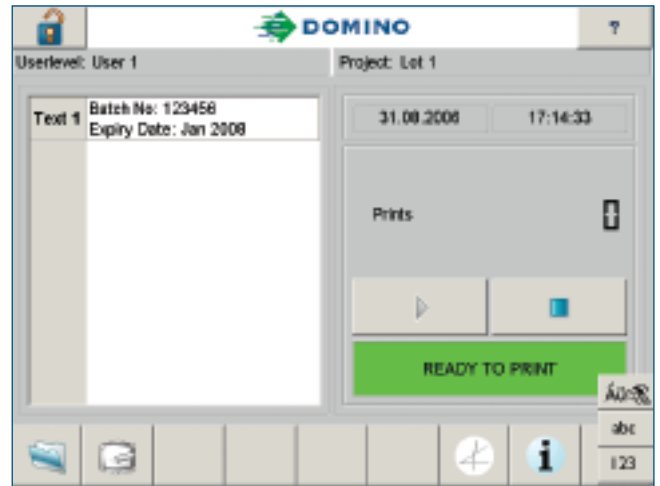 DOMINO
?
Userlevel: User 1
Project: Lot 1
Text 1
Batch No: 123456
Expiry Date: Jan 2008
31.08.2006
17:14:33
Prints
0
READY TO PRINT
i
abc
123